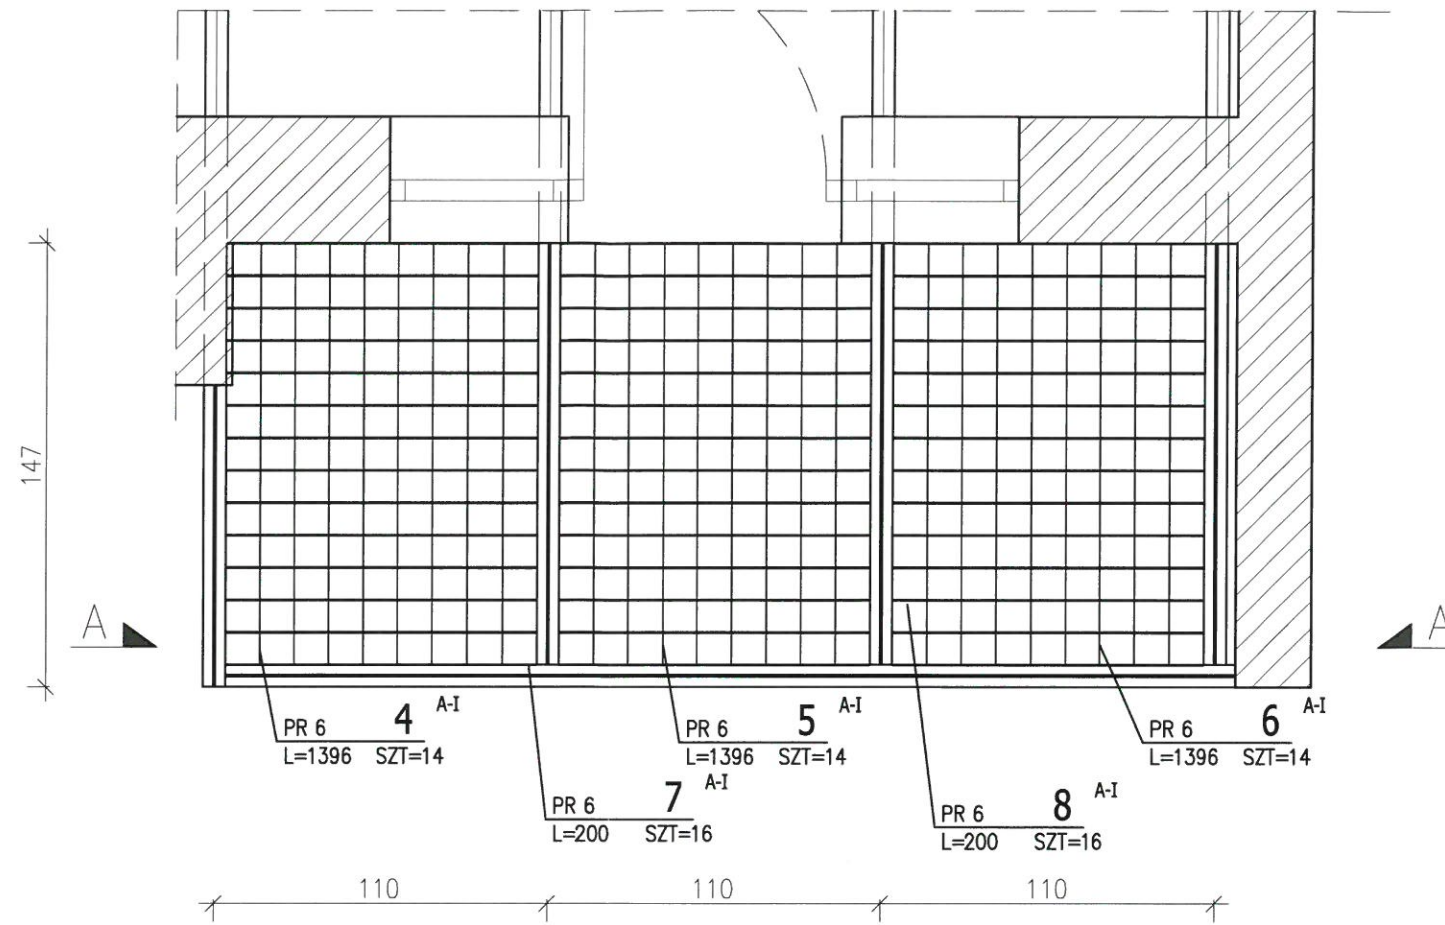 147
A
A
PR 6 4 A-I
L=1396 SZT=14
PR 6 5 A-I
L=1396 SZT=14
PR 6 6 A-I
L=1396 SZT=14
PR 6 7 A-I
L=200 SZT=16
PR 6 8 A-I
L=200 SZT=16
110
110
110